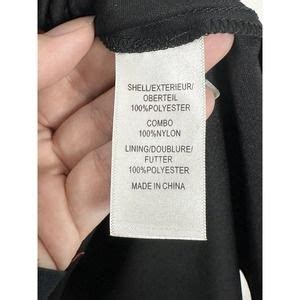 SHELL/EXTERIEUR/
OBERTEIL
100%POLYESTER
COMBO
100%NYLON
LINING/DOUBLURE/
FUTTER
100%POLYESTER
MADE IN CHINA